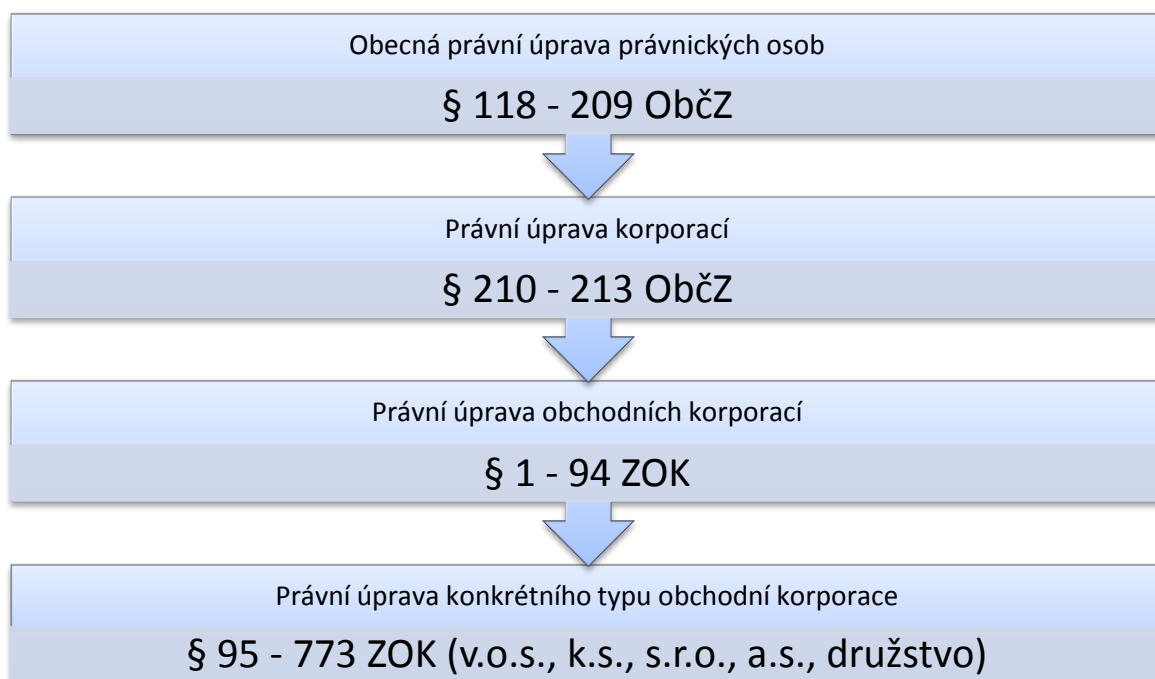 Obecná právní úprava právnických osob
§ 118 - 209 ObčZ
Právní úprava korporací
§ 210 - 213 ObčZ
Právní úprava obchodních korporací
§ 1 - 94 ZOK
Právní úprava konkrétního typu obchodní korporace
§ 95 - 773 ZOK (v.o.s., k.s., s.r.o., a.s., družstvo)